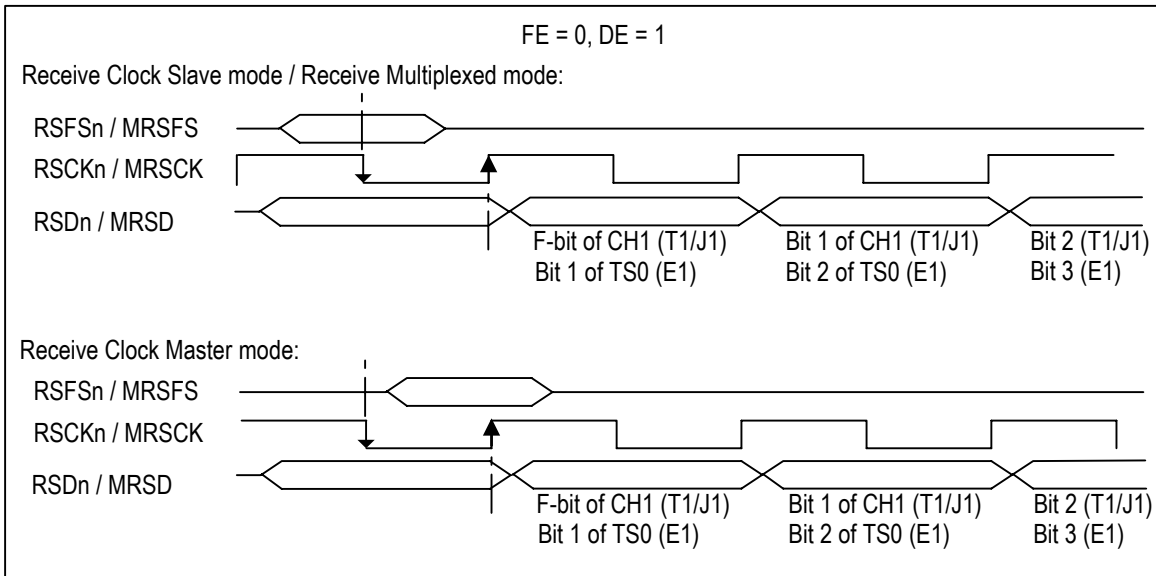 FE = 0, DE = 1
Receive Clock Slave mode / Receive Multiplexed mode:
RSFSn / MRSFS
RSCKn / MRSCK
RSDn / MRSD
F-bit of CH1 (T1/J1) Bit 1 of CH1 (T1/J1) Bit 2 (T1/J1)
Bit 1 of TS0 (E1) Bit 2 of TS0 (E1) Bit 3 (E1)
Receive Clock Master mode:
RSFSn / MRSFS
RSCKn / MRSCK
RSDn / MRSD
F-bit of CH1 (T1/J1) Bit 1 of CH1 (T1/J1) Bit 2 (T1/J1)
Bit 1 of TS0 (E1) Bit 2 of TS0 (E1) Bit 3 (E1)